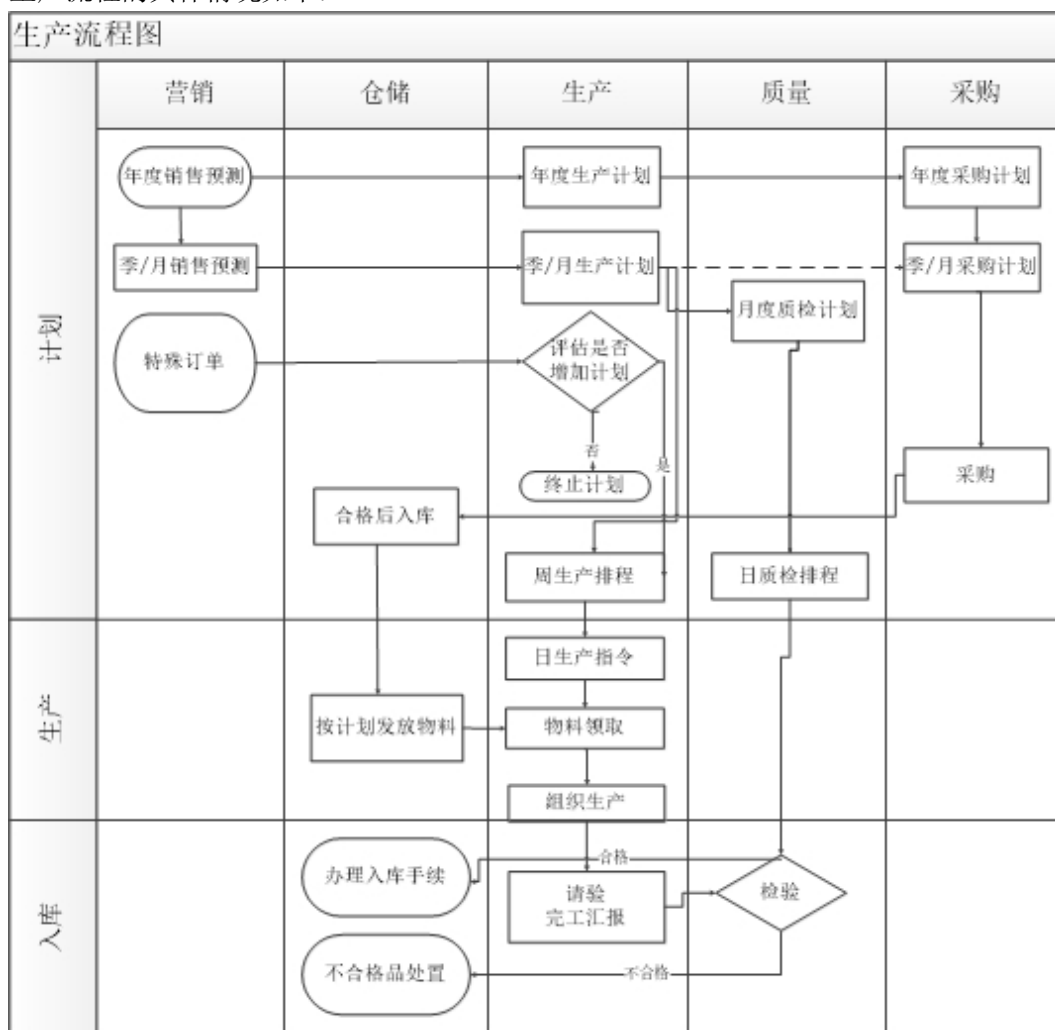 生产流程图
营销
仓储
生产
质量
采购
计划
年度销售预测
年度生产计划
年度采购计划
季/月销售预测
季/月生产计划
季/月采购计划
月度质检计划
特殊订单
评估是否
增加计划
否
是
终止计划
采购
合格后入库
周生产排程
日质检排程
生产
日生产指令
按计划发放物料
物料领取
组织生产
入库
合格
办理入库手续
请验
完工汇报
检验
不合格品处置
不合格